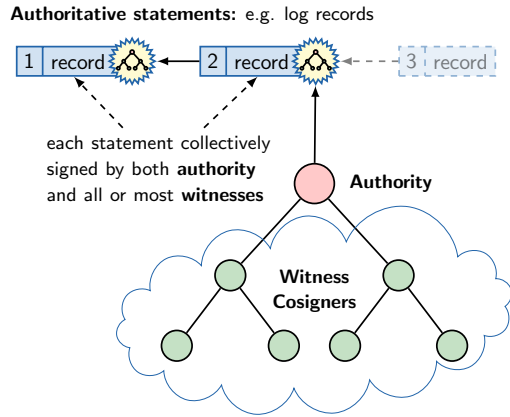 Authoritative statements: e.g. log records
1 record 2 record 3 record
each statement collectively
signed by both authority
and all or most witnesses
Authority
Witness
Cosigners